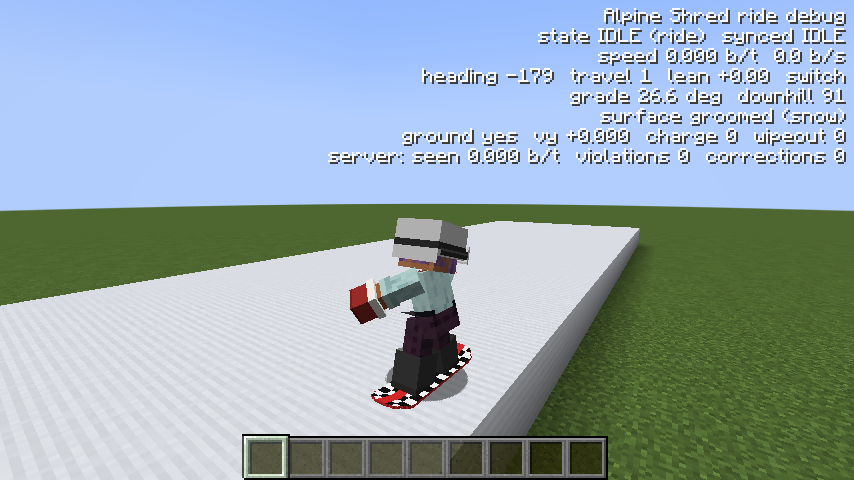 Alpine Shred ride debug
state IDLE (ride) synced IDLE
speed 0.000 b/t 0.0 b/s
heading -179 travel 1 lean +0.00 switch
grade 26.6 deg downhill 91
surface groomed (snow)
ground yes vy +0.000 charge 0 wipeout 0
server: seen 0.000 b/t violations 0 corrections 0